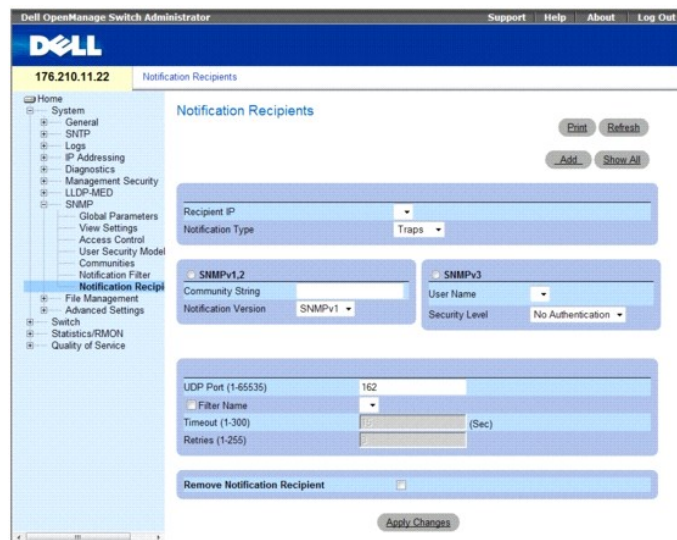 Dell OpenManage Switch Administrator
Support Help About Log Out
DELL
176.210.11.22
Notification Recipients
Home
System
General
SNTP
Logs
IP Addressing
Diagnostics
Management Security
LLDP-MED
SNMP
Global Parameters
View Settings
Access Control
User Security Model
Communities
Notification Filter
Notification Recipi
File Management
Advanced Settings
Switch
Statistics/RMON
Quality of Service
Notification Recipients
Print Refresh
Add Show All
Recipient IP
Notification Type Traps
SNMPv1,2
Community String
Notification Version SNMPv1
SNMPv3
User Name
Security Level No Authentication
UDP Port (1-65535) 162
Filter Name
Timeout (1-300) (Sec)
Retries (1-255)
Remove Notification Recipient
Apply Changes